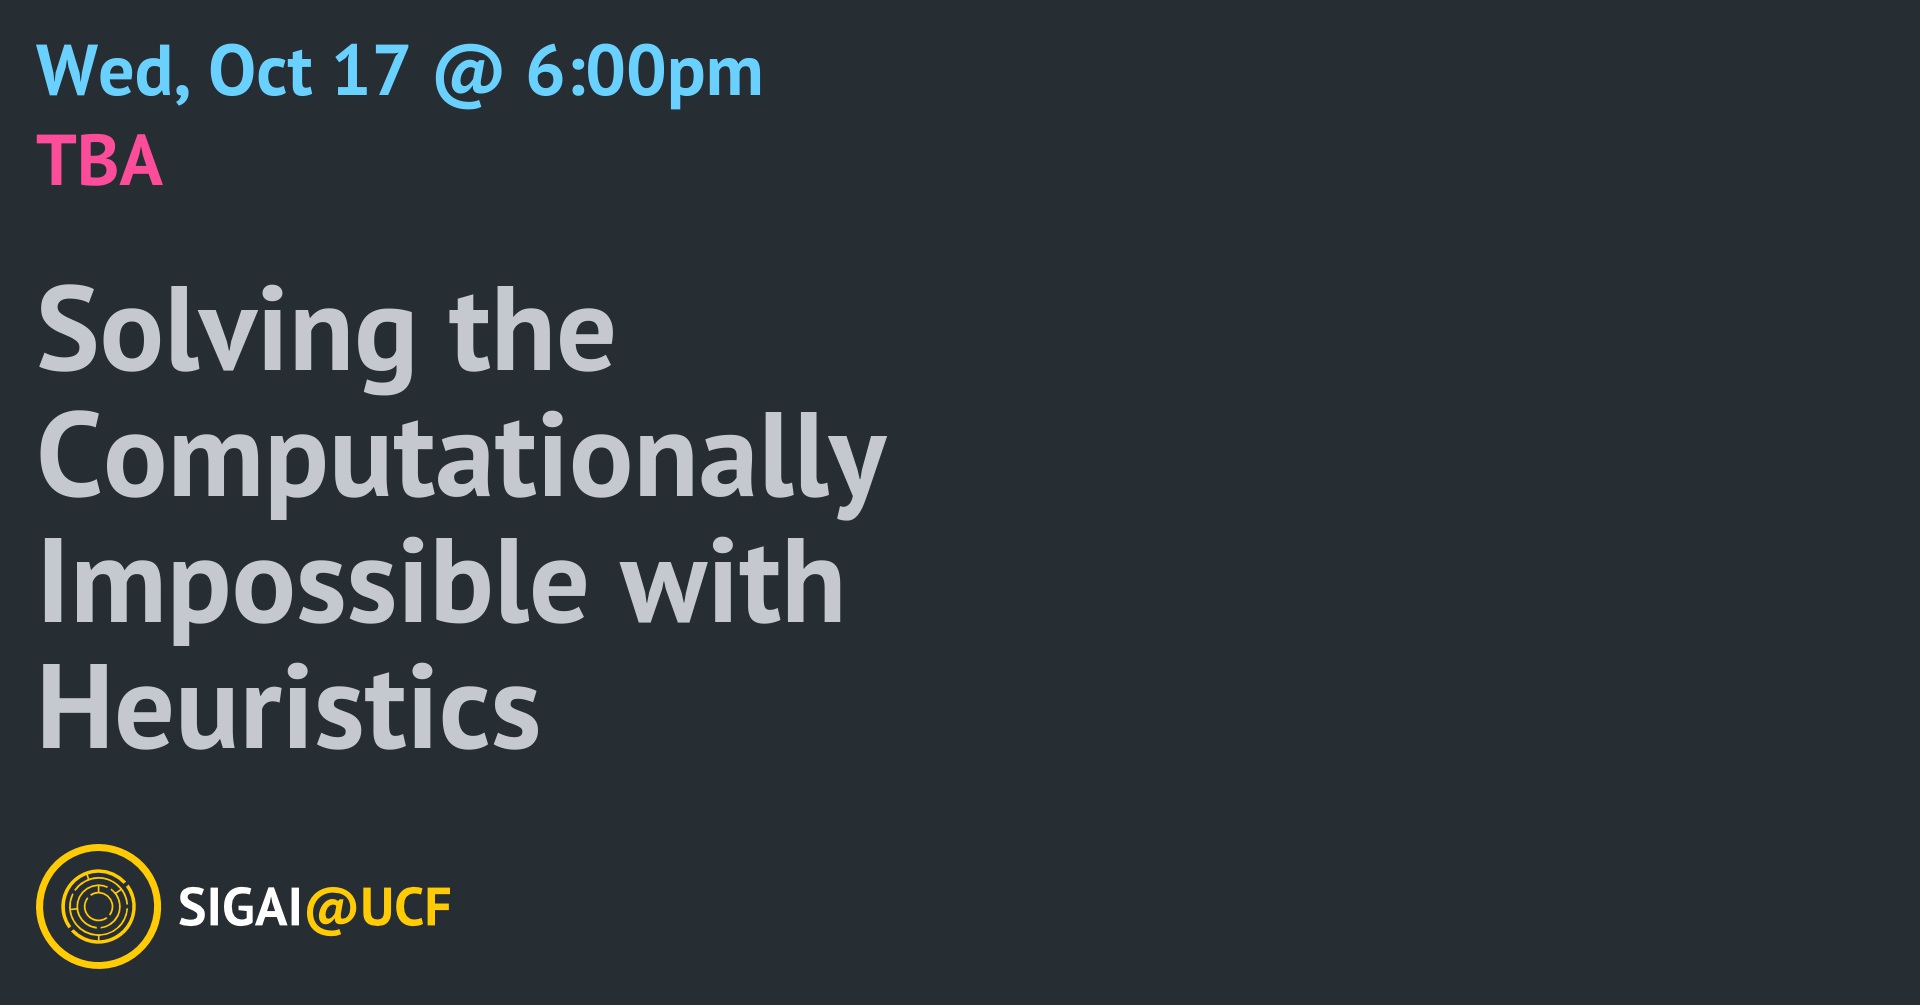 Wed, Oct 17 @ 6:00pm
TBA
Solving the
Computationally
Impossible with
Heuristics
SIGAI@UCF